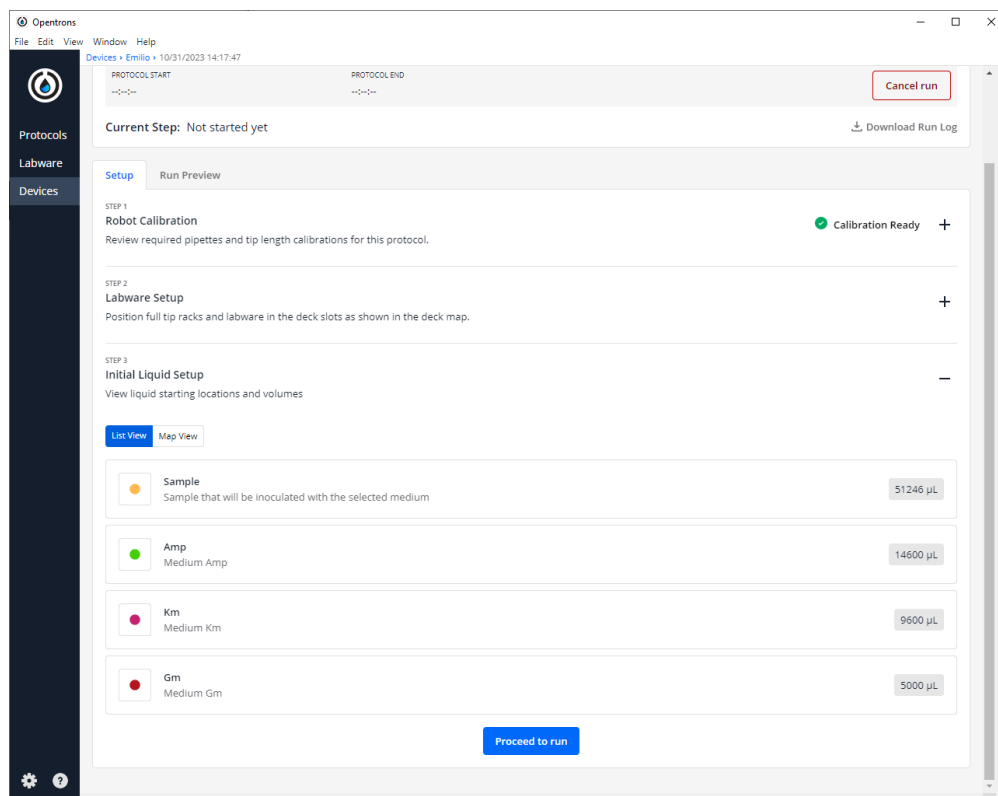 Opentrons
File Edit View Window Help
Devices › Emilio › 10/31/2023 14:17:47
PROTOCOL START PROTOCOL END
--:--:-- --:--:--
Cancel run
Current Step: Not started yet
Download Run Log
Protocols
Labware
Devices
Setup Run Preview
STEP 1
Robot Calibration
Review required pipettes and tip length calibrations for this protocol.
Calibration Ready
STEP 2
Labware Setup
Position full tip racks and labware in the deck slots as shown in the deck map.
STEP 3
Initial Liquid Setup
View liquid starting locations and volumes
List View Map View
Sample
Sample that will be inoculated with the selected medium
51246 µL
Amp
Medium Amp
14600 µL
Km
Medium Km
9600 µL
Gm
Medium Gm
5000 µL
Proceed to run